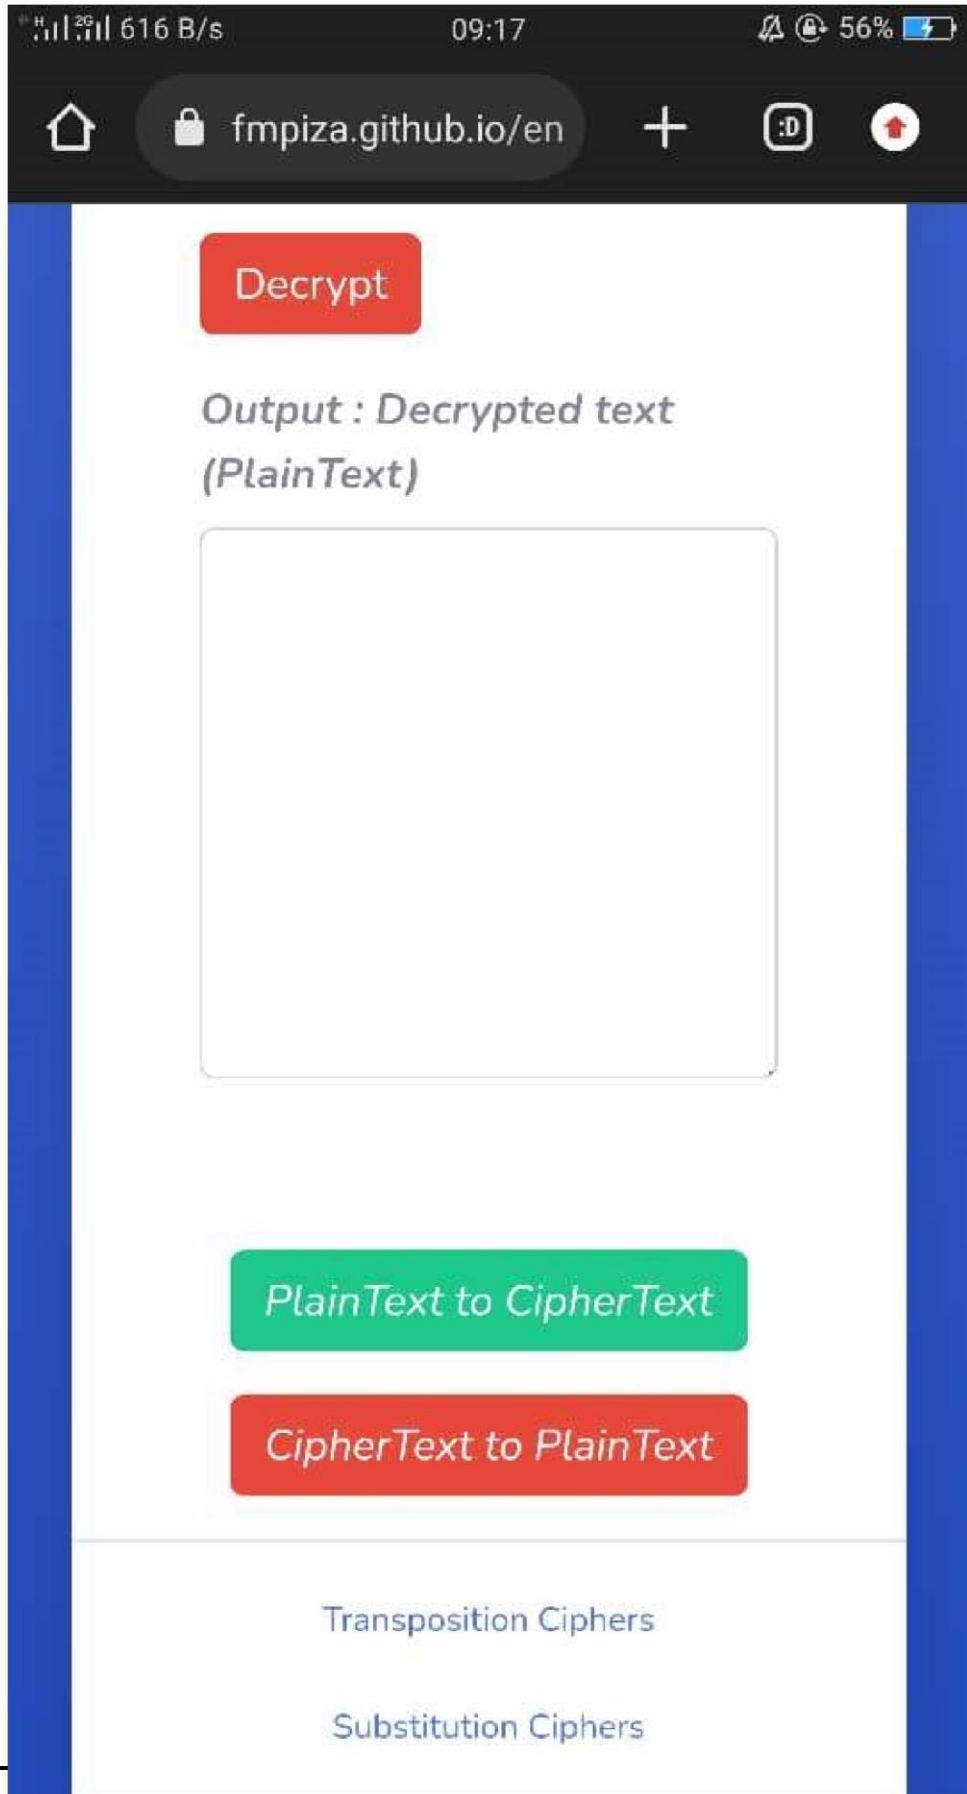 H 2G 616 B/s 09:17 56%
fmpiza.github.io/en :D
Decrypt
Output : Decrypted text
(PlainText)
PlainText to CipherText
CipherText to PlainText
Transposition Ciphers
Substitution Ciphers